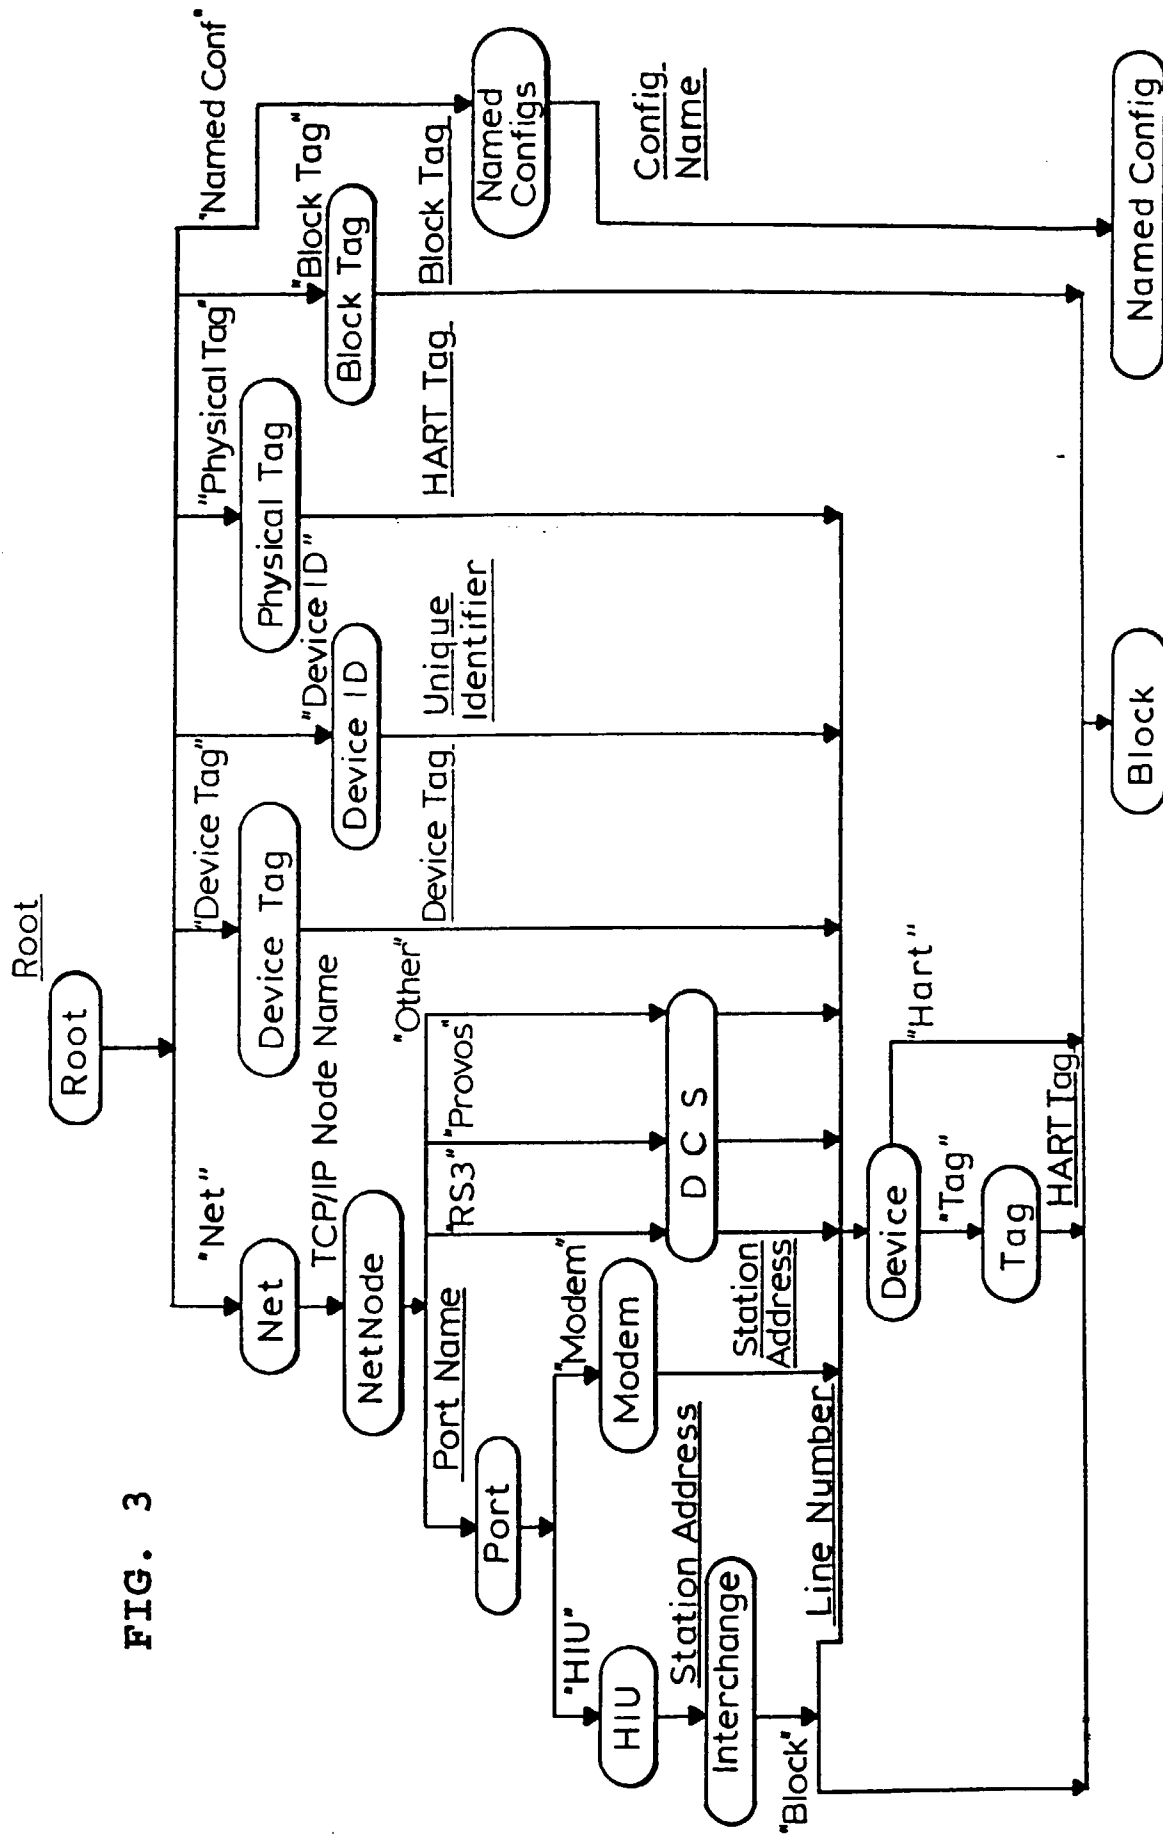 FIG. 3
Root
Root
"Net"
"Device Tag"
"Device ID"
"Physical Tag"
"Block Tag"
"Named Conf"
Net
Device Tag
Device ID
Physical Tag
Block Tag
TCP/IP Node Name
NetNode
Port Name
"RS3"
"Provos"
"Other"
Device Tag
Unique
Identifier
HART Tag
Block Tag
Named
Configs
Port
"HIU"
"Modem"
HIU
Modem
D C S
Config
Name
Station Address
Station
Address
Interchange
"Block"
Line Number
Device
"Hart"
"Tag"
Tag
HART Tag
Block
Named Config